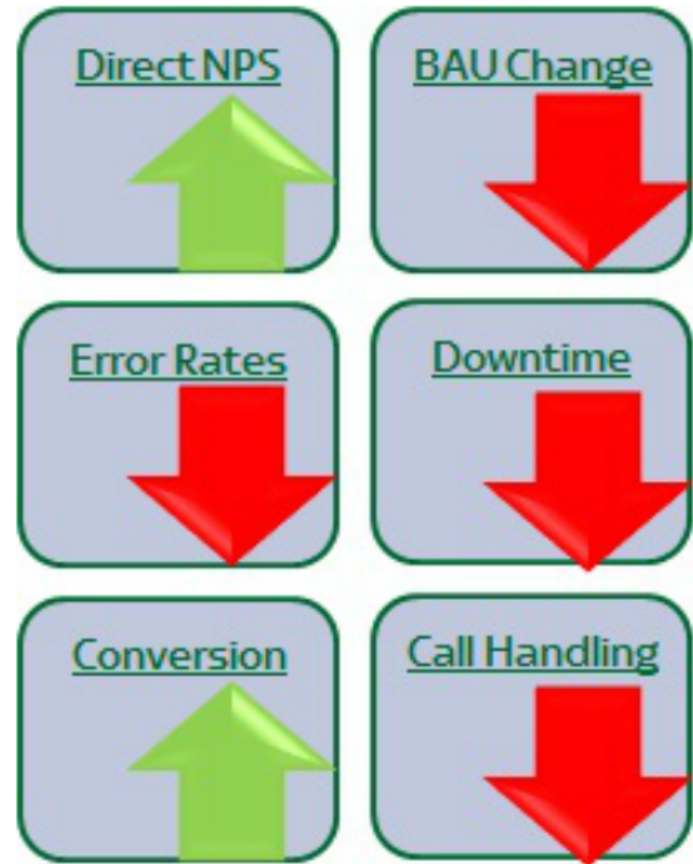 Direct NPS
BAU Change
Error Rates
Downtime
Conversion
Call Handling